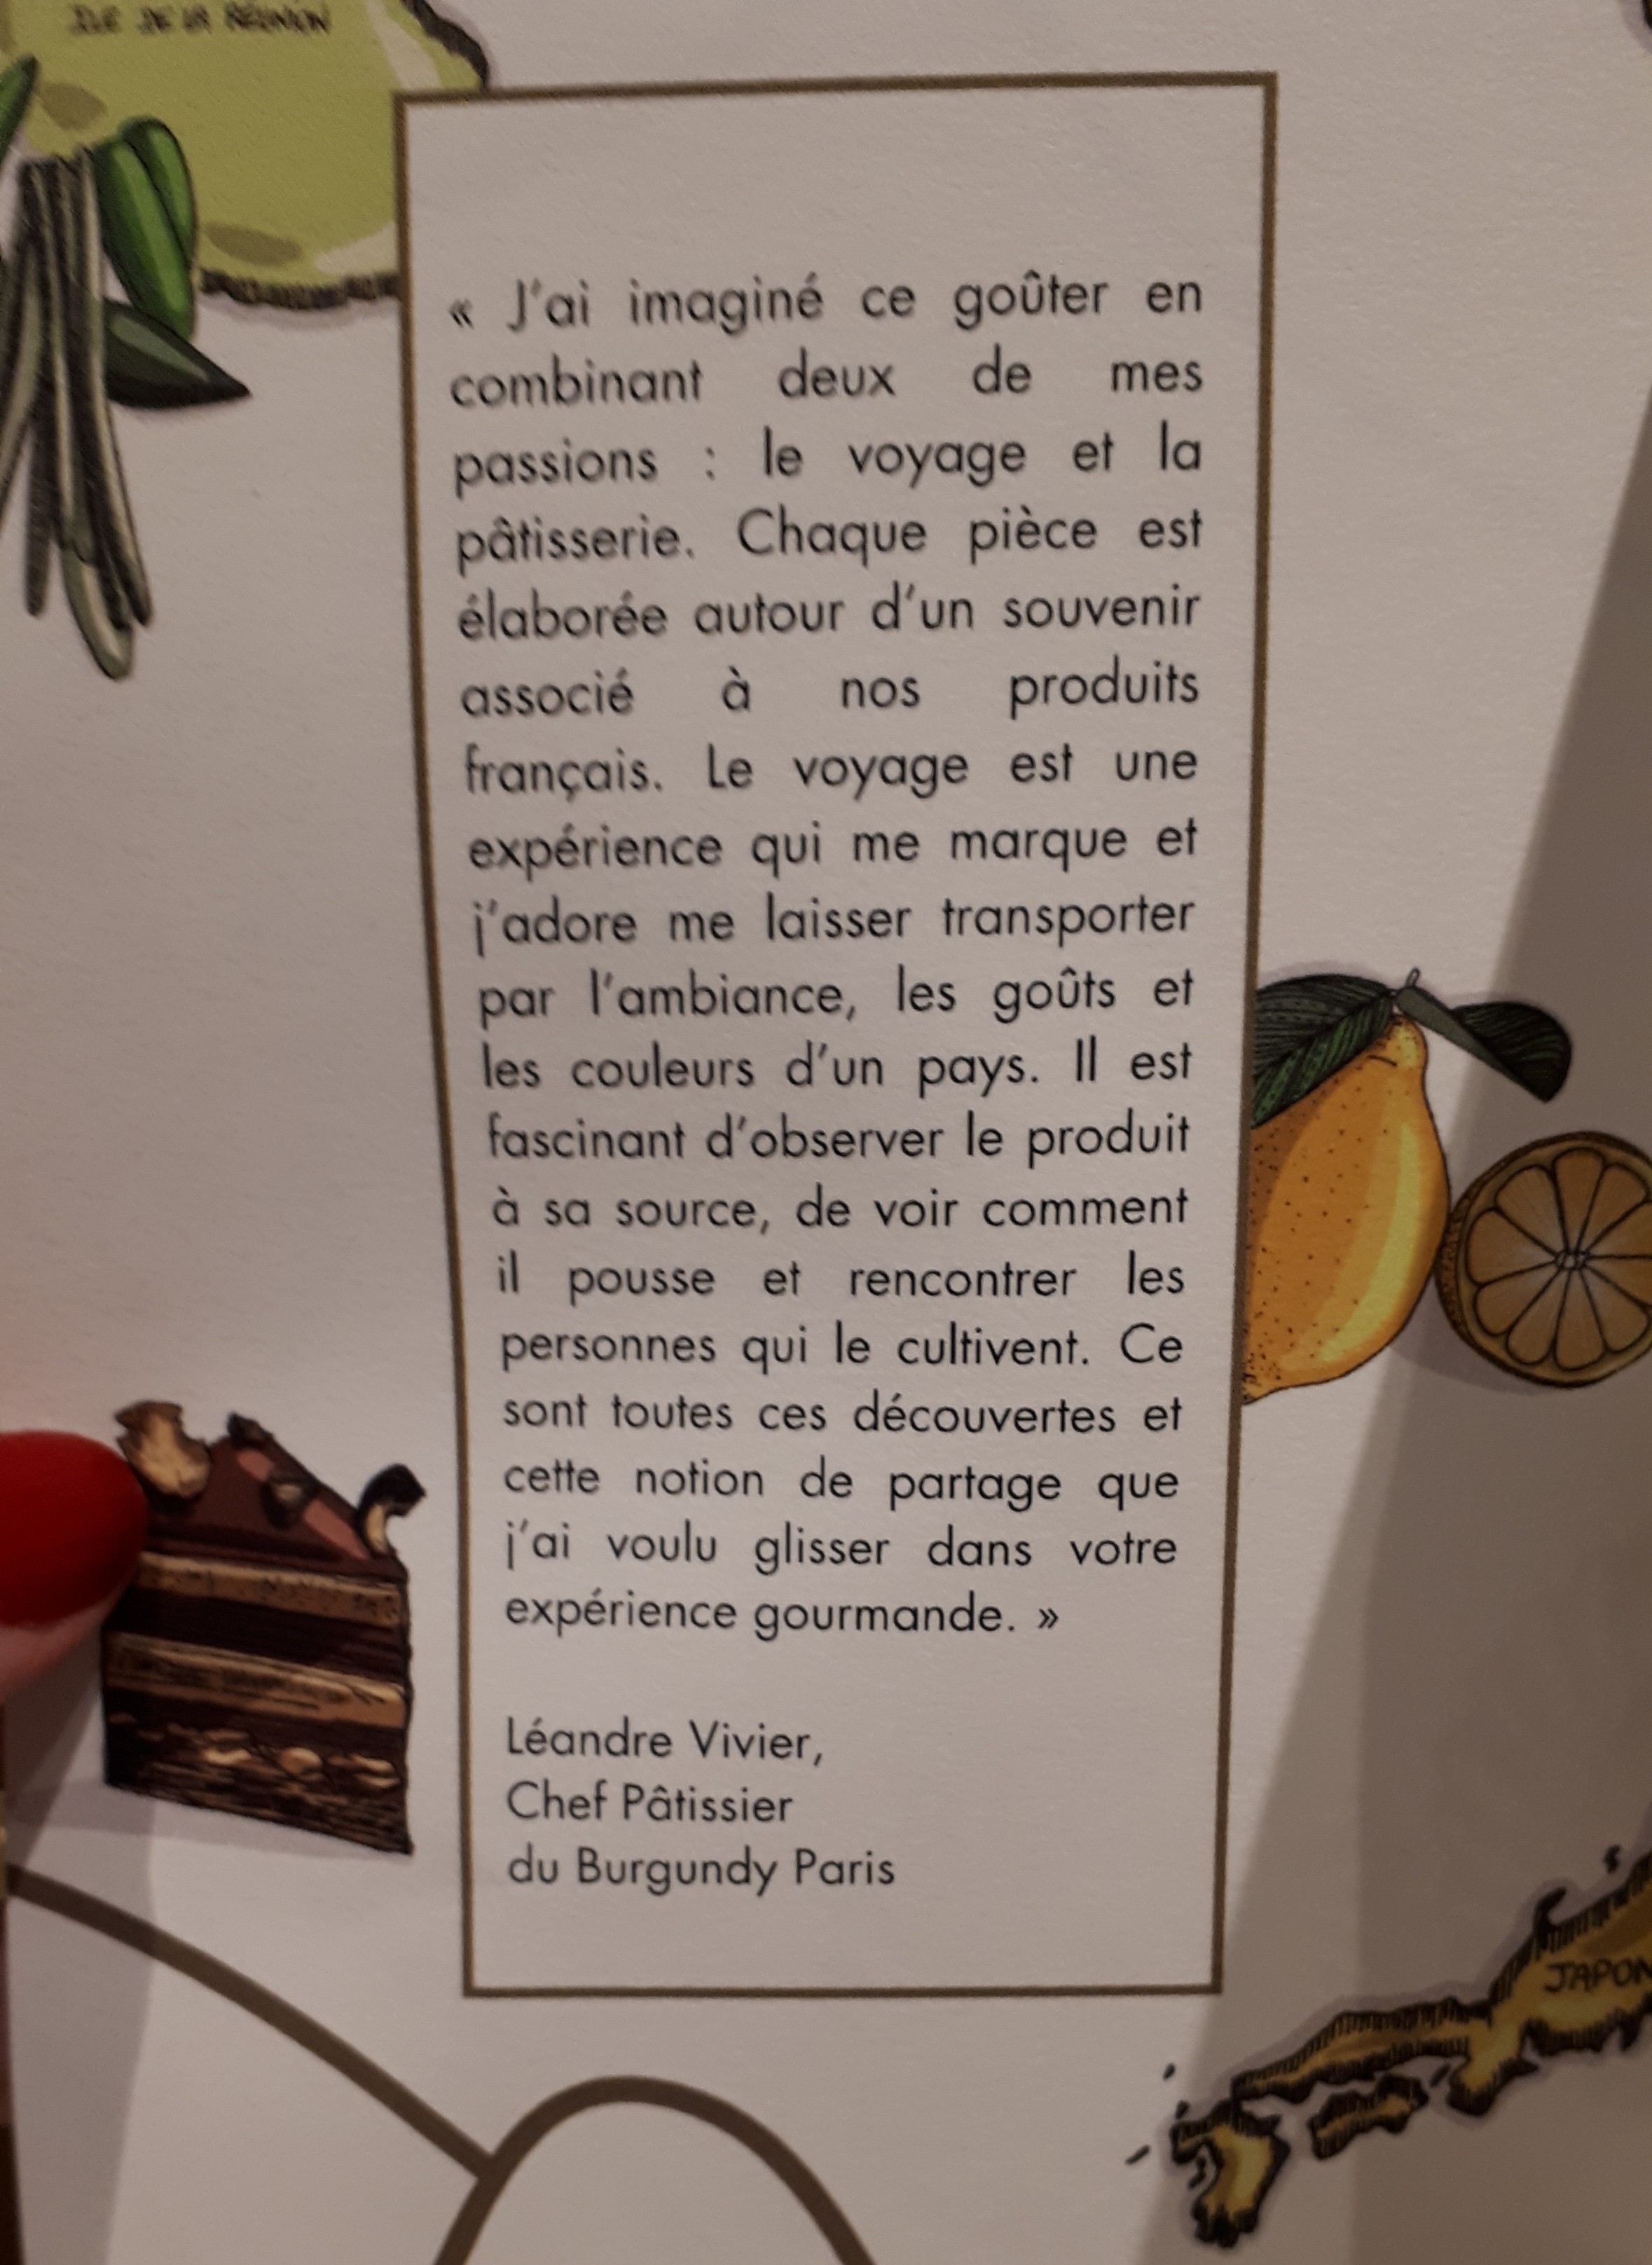 ILE DE LA RÉUNION
« J'ai imaginé ce goûter en
combinant deux de mes
passions : le voyage et la
pâtisserie. Chaque pièce est
élaborée autour d'un souvenir
associé à nos produits
français. Le voyage est une
expérience qui me marque et
j'adore me laisser transporter
par l'ambiance, les goûts et
les couleurs d'un pays. Il est
fascinant d'observer le produit
à sa source, de voir comment
il pousse et rencontrer les
personnes qui le cultivent. Ce
sont toutes ces découvertes et
cette notion de partage que
j'ai voulu glisser dans votre
expérience gourmande. »
Léandre Vivier,
Chef Pâtissier
du Burgundy Paris
JAPON